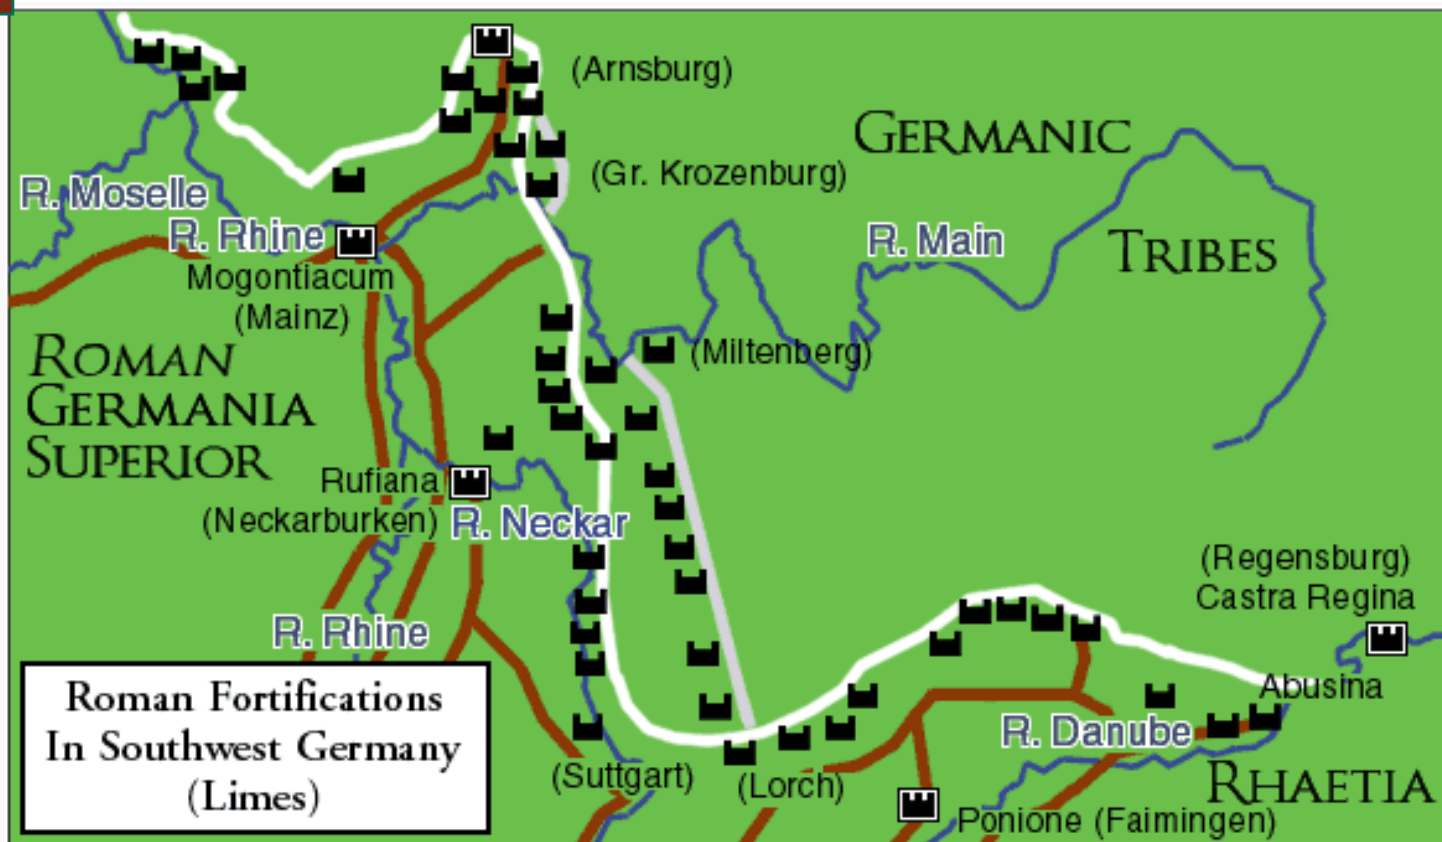 (Arnsburg)
GERMANIC
(Gr. Krozenburg)
R. Moselle
R. Rhine
R. Main
TRIBES
Mogontiacum
(Mainz)
ROMAN
GERMANIA
SUPERIOR
(Miltenberg)
Rufiana
(Neckarburken)
R. Neckar
(Regensburg)
Castra Regina
R. Rhine
Abusina
R. Danube
RHAETIA
(Suttgart)
(Lorch)
Ponione (Faimingen)
Roman Fortifications
In Southwest Germany
(Limes)